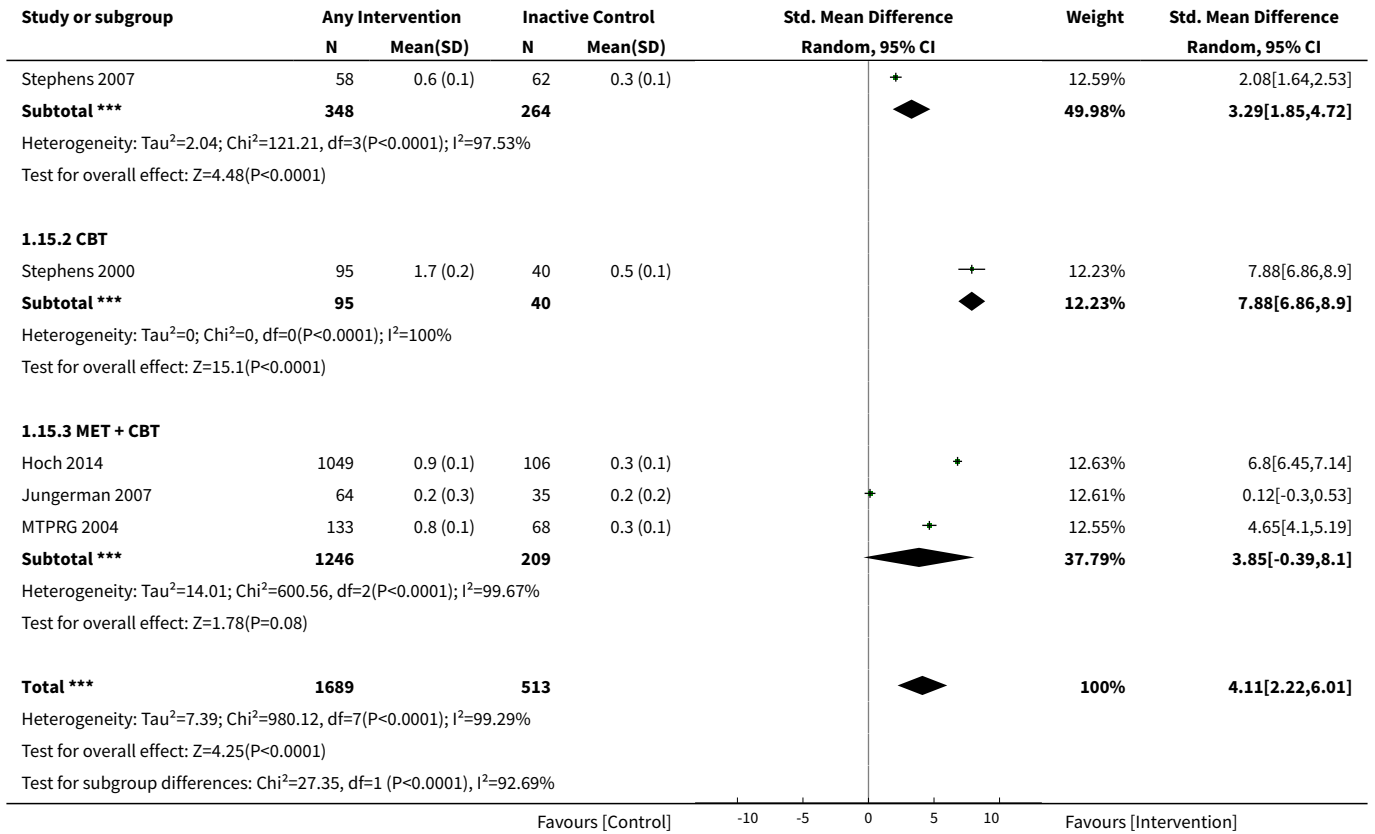 Study or subgroup Any Intervention Inactive Control Std. Mean Difference Weight Std. Mean Difference
N Mean(SD) N Mean(SD) Random, 95% CI Random, 95% CI
Stephens 2007 58 0.6 (0.1) 62 0.3 (0.1) 12.59% 2.08[1.64,2.53]
Subtotal *** 348 264 49.98% 3.29[1.85,4.72]
Heterogeneity: Tau²=2.04; Chi²=121.21, df=3(P<0.0001); I²=97.53%
Test for overall effect: Z=4.48(P<0.0001)
1.15.2 CBT
Stephens 2000 95 1.7 (0.2) 40 0.5 (0.1) 12.23% 7.88[6.86,8.9]
Subtotal *** 95 40 12.23% 7.88[6.86,8.9]
Heterogeneity: Tau²=0; Chi²=0, df=0(P<0.0001); I²=100%
Test for overall effect: Z=15.1(P<0.0001)
1.15.3 MET + CBT
Hoch 2014 1049 0.9 (0.1) 106 0.3 (0.1) 12.63% 6.8[6.45,7.14]
Jungerman 2007 64 0.2 (0.3) 35 0.2 (0.2) 12.61% 0.12[-0.3,0.53]
MTPRG 2004 133 0.8 (0.1) 68 0.3 (0.1) 12.55% 4.65[4.1,5.19]
Subtotal *** 1246 209 37.79% 3.85[-0.39,8.1]
Heterogeneity: Tau²=14.01; Chi²=600.56, df=2(P<0.0001); I²=99.67%
Test for overall effect: Z=1.78(P=0.08)
Total *** 1689 513 100% 4.11[2.22,6.01]
Heterogeneity: Tau²=7.39; Chi²=980.12, df=7(P<0.0001); I²=99.29%
Test for overall effect: Z=4.25(P<0.0001)
Test for subgroup differences: Chi²=27.35, df=1 (P<0.0001), I²=92.69%
Favours [Control] -10 -5 0 5 10 Favours [Intervention]